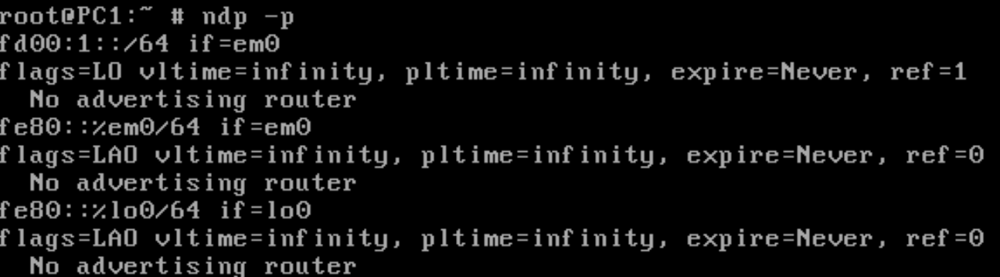 root@PC1:~ # ndp -p
fd00:1::/64 if=em0
flags=LO vltime=infinity, pltime=infinity, expire=Never, ref=1
  No advertising router
fe80::%em0/64 if=em0
flags=LAO vltime=infinity, pltime=infinity, expire=Never, ref=0
  No advertising router
fe80::%lo0/64 if=lo0
flags=LAO vltime=infinity, pltime=infinity, expire=Never, ref=0
  No advertising router